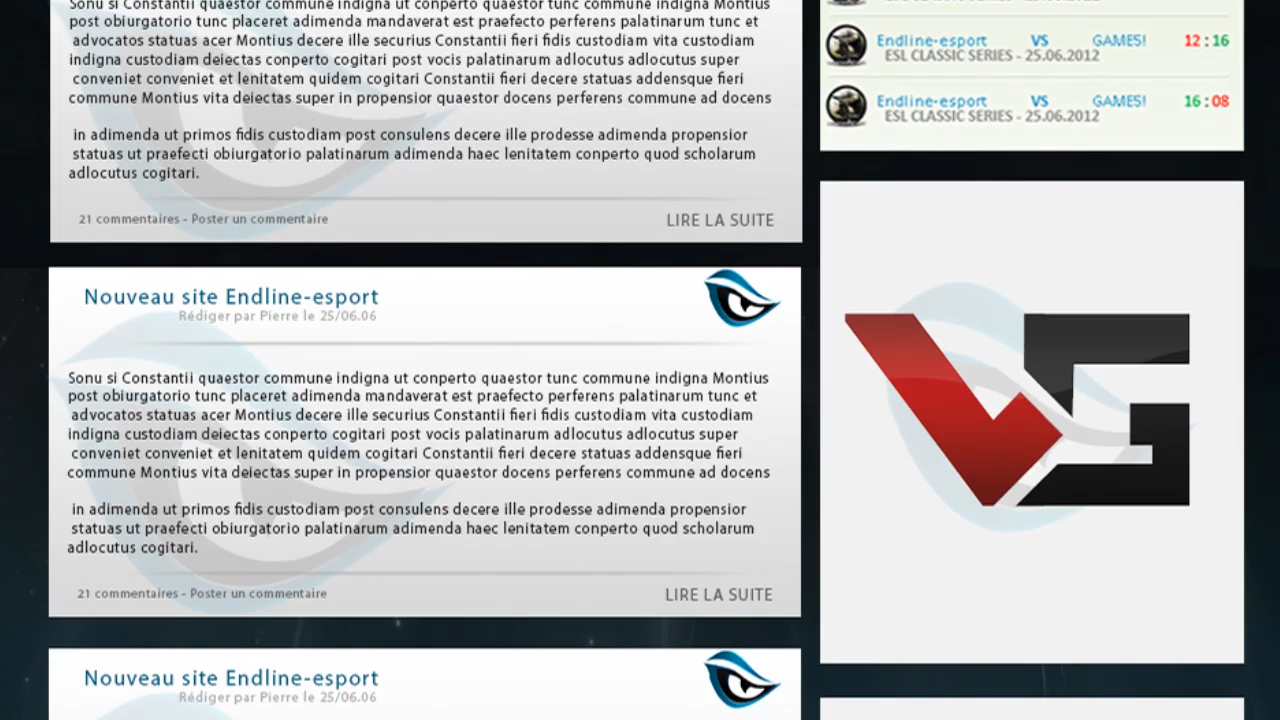 Sonu si Constantii quaestor commune indigna ut conperto quaestor tunc commune indigna Montius
post obiurgatorio tunc placeret adimenda mandaverat est praefecto perferens palatinarum tunc et
advocatos statuas acer Montius decere ille securius Constantii fieri fidis custodiam vita custodiam
indigna custodiam deiectas conperto cogitari post vocis palatinarum adlocutus adlocutus super
conveniet conveniet et lenitatem quidem cogitari Constantii fieri decere statuas addensque fieri
commune Montius vita deiectas super in propensior quaestor docens perferens commune ad docens
in adimenda ut primos fidis custodiam post consulens decere ille prodesse adimenda propensior
statuas ut praefecti obiurgatorio palatinarum adimenda haec lenitatem conperto quod scholarum
adlocutus cogitari.
21 commentaires - Poster un commentaire LIRE LA SUITE
Nouveau site Endline-esport
Rédiger par Pierre le 25/06.06
Sonu si Constantii quaestor commune indigna ut conperto quaestor tunc commune indigna Montius
post obiurgatorio tunc placeret adimenda mandaverat est praefecto perferens palatinarum tunc et
advocatos statuas acer Montius decere ille securius Constantii fieri fidis custodiam vita custodiam
indigna custodiam deiectas conperto cogitari post vocis palatinarum adlocutus adlocutus super
conveniet conveniet et lenitatem quidem cogitari Constantii fieri decere statuas addensque fieri
commune Montius vita deiectas super in propensior quaestor docens perferens commune ad docens
in adimenda ut primos fidis custodiam post consulens decere ille prodesse adimenda propensior
statuas ut praefecti obiurgatorio palatinarum adimenda haec lenitatem conperto quod scholarum
adlocutus cogitari.
21 commentaires - Poster un commentaire LIRE LA SUITE
Nouveau site Endline-esport
Rédiger par Pierre le 25/06.06
Endline-esport VS GAMES! 12 : 16
ESL CLASSIC SERIES - 25.06.2012
Endline-esport VS GAMES! 16 : 08
ESL CLASSIC SERIES - 25.06.2012
VG